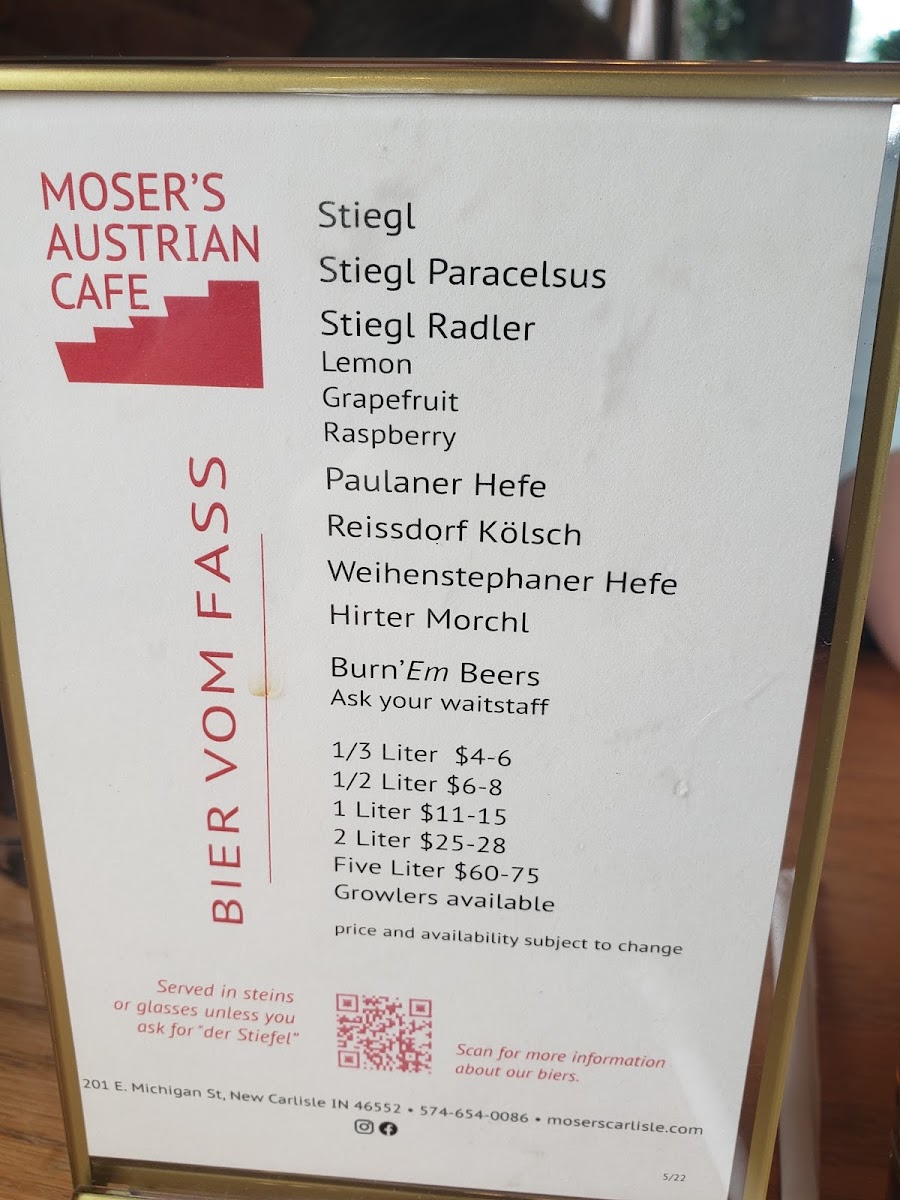 MOSER'S
AUSTRIAN
CAFE
BIER VOM FASS
Stiegl
Stiegl Paracelsus
Stiegl Radler
Lemon
Grapefruit
Raspberry
Paulaner Hefe
Reissdorf Kölsch
Weihenstephaner Hefe
Hirter Morchl
Burn'Em Beers
Ask your waitstaff
1/3 Liter $4-6
1/2 Liter $6-8
1 Liter $11-15
2 Liter $25-28
Five Liter $60-75
Growlers available
price and availability subject to change
Served in steins
or glasses unless you
ask for "der Stiefel"
Scan for more information
about our biers.
201 E. Michigan St, New Carlisle IN 46552 • 574-654-0086 • moserscarlisle.com
5/22